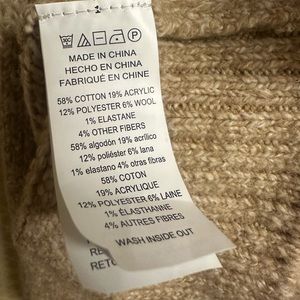 MADE IN CHINA
HECHO EN CHINA
FABRIQUÉ EN CHINE
58% COTTON 19% ACRYLIC
12% POLYESTER 6% WOOL
1% ELASTANE
4% OTHER FIBERS
58% algodón 19% acrílico
12% poliéster 6% lana
1% elastano 4% otras fibras
58% COTON
19% ACRYLIQUE
12% POLYESTER 6% LAINE
1% ÉLASTHANNE
4% AUTRES FIBRES
WASH INSIDE OUT